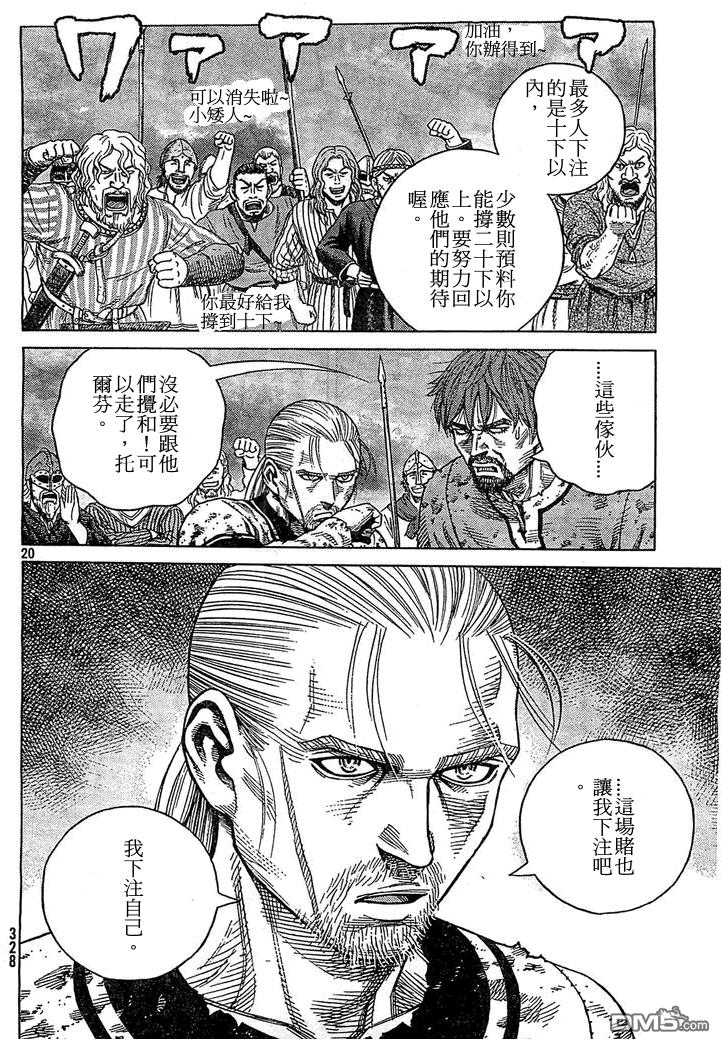 ワァアァア
加油，
你辦得到~
最多人下注
的是十下以
內，
少數則預料你
能撐二十下以
上。要努力回
應他們的期待
喔。
可以消失啦~
小矮人~
你最好給我
撐到十下~
……這些傢伙
……
沒必要跟他
們攪和！可
以走了，托
爾芬。
20
……這場賭也
讓我下注吧
。
我下注自己。
328
DM5.com